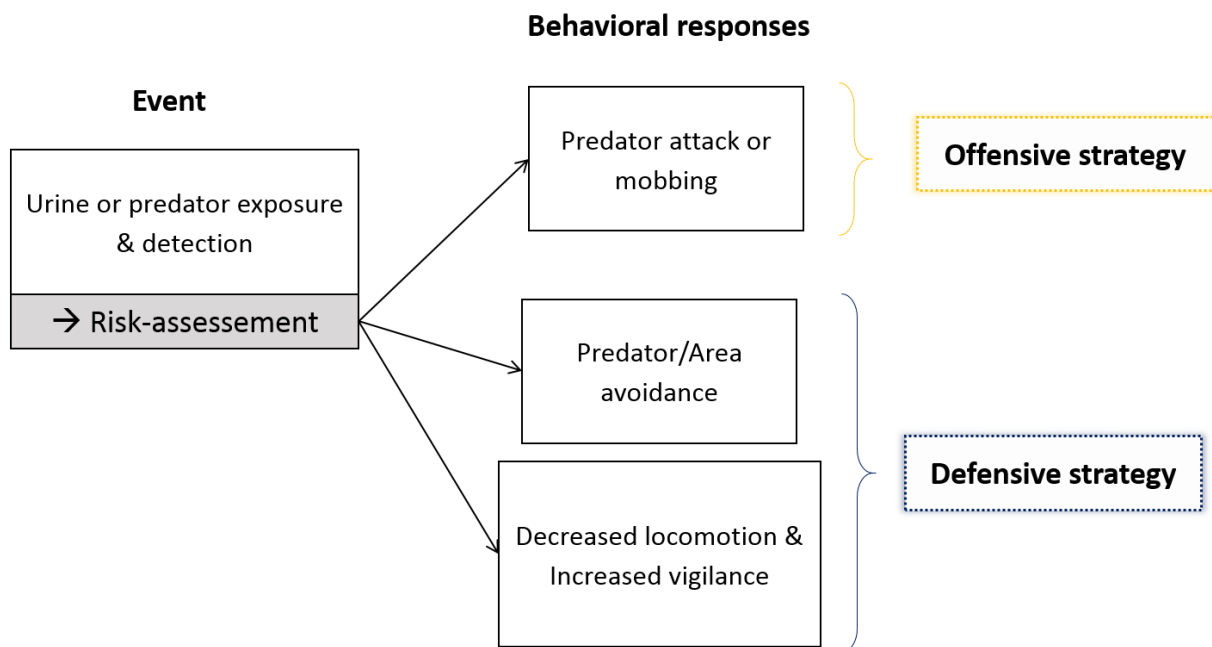 Behavioral responses
Event
Urine or predator exposure
& detection
→ Risk-assessement
Predator attack or
mobbing
Offensive strategy
Predator/Area
avoidance
Decreased locomotion &
Increased vigilance
Defensive strategy